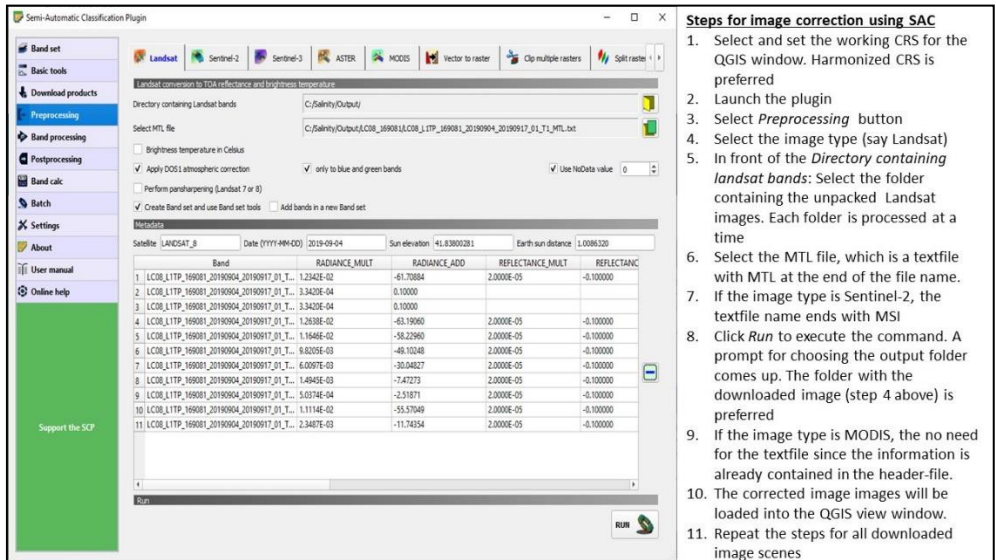 Semi-Automatic Classification Plugin
Band set
Basic tools
Download products
Preprocessing
Band processing
Postprocessing
Band calc
Batch
Settings
About
User manual
Online help
Support the SCP
Landsat Sentinel-2 Sentinel-3 ASTER MODIS Vector to raster Clip multiple rasters Split raster
Landsat conversion to TOA reflectance and brightness temperature
Directory containing Landsat bands C:/Salinity/Output/
Select MTL file C:/Salinity/Output/LC08_169081/LC08_L1TP_169081_20190904_20190917_01_T1_MTL.txt
Brightness temperature in Celsius
Apply DOS1 atmospheric correction only to blue and green bands Use NoData value 0
Perform pansharpening (Landsat 7 or 8)
Create Band set and use Band set tools Add bands in a new Band set
Metadata
Satellite LANDSAT_8 Date (YYYY-MM-DD) 2019-09-04 Sun elevation 41.83800281 Earth sun distance 1.0086320
Band RADIANCE_MULT RADIANCE_ADD REFLECTANCE_MULT REFLECTANC
1 LC08_L1TP_169081_20190904_20190917_01_T... 1.2342E-02 -61.70884 2.0000E-05 -0.100000
2 LC08_L1TP_169081_20190904_20190917_01_T... 3.3420E-04 0.10000
3 LC08_L1TP_169081_20190904_20190917_01_T... 3.3420E-04 0.10000
4 LC08_L1TP_169081_20190904_20190917_01_T... 1.2638E-02 -63.19060 2.0000E-05 -0.100000
5 LC08_L1TP_169081_20190904_20190917_01_T... 1.1646E-02 -58.22960 2.0000E-05 -0.100000
6 LC08_L1TP_169081_20190904_20190917_01_T... 9.8205E-03 -49.10248 2.0000E-05 -0.100000
7 LC08_L1TP_169081_20190904_20190917_01_T... 6.0097E-03 -30.04827 2.0000E-05 -0.100000
8 LC08_L1TP_169081_20190904_20190917_01_T... 1.4945E-03 -7.47273 2.0000E-05 -0.100000
9 LC08_L1TP_169081_20190904_20190917_01_T... 5.0374E-04 -2.51871 2.0000E-05 -0.100000
10 LC08_L1TP_169081_20190904_20190917_01_T... 1.1114E-02 -55.57049 2.0000E-05 -0.100000
11 LC08_L1TP_169081_20190904_20190917_01_T... 2.3487E-03 -11.74354 2.0000E-05 -0.100000
Run
RUN
Steps for image correction using SAC
1. Select and set the working CRS for the
QGIS window. Harmonized CRS is
preferred
2. Launch the plugin
3. Select Preprocessing button
4. Select the image type (say Landsat)
5. In front of the Directory containing
landsat bands: Select the folder
containing the unpacked Landsat
images. Each folder is processed at a
time
6. Select the MTL file, which is a textfile
with MTL at the end of the file name.
7. If the image type is Sentinel-2, the
textfile name ends with MSI
8. Click Run to execute the command. A
prompt for choosing the output folder
comes up. The folder with the
downloaded image (step 4 above) is
preferred
9. If the image type is MODIS, the no need
for the textfile since the information is
already contained in the header-file.
10. The corrected image images will be
loaded into the QGIS view window.
11. Repeat the steps for all downloaded
image scenes